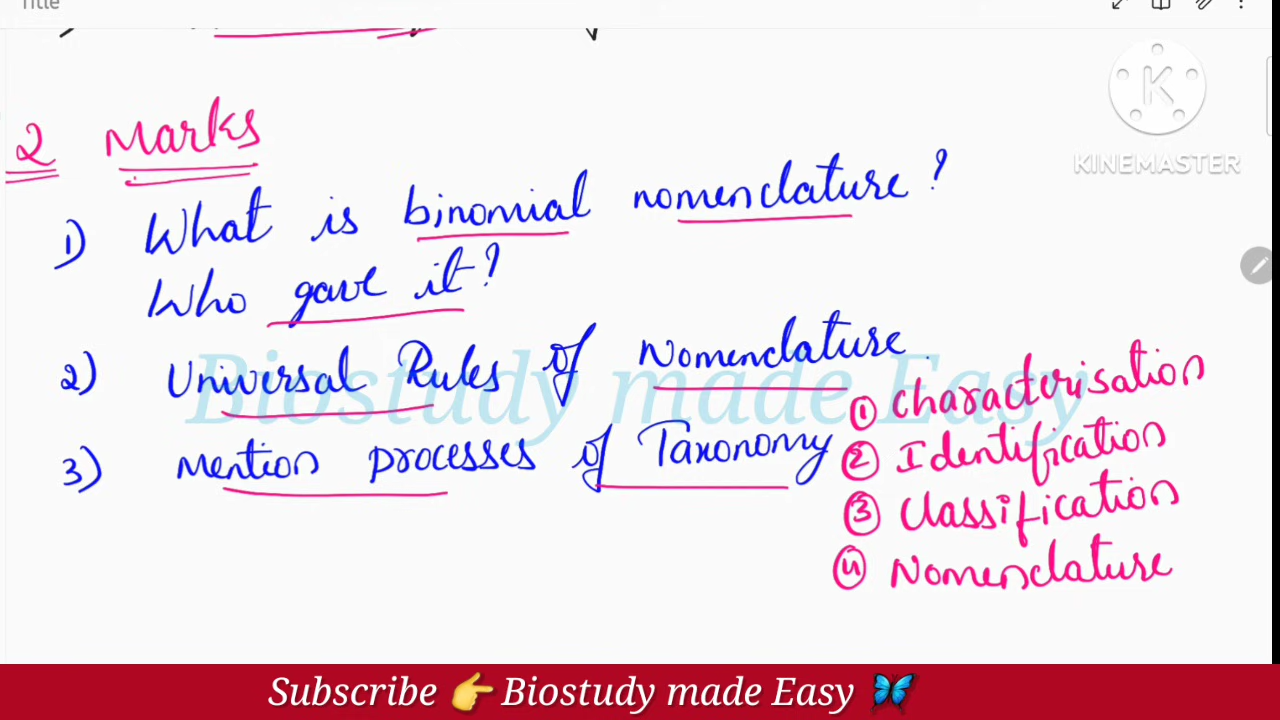 Title
2 Marks
KINEMASTER
1) What is binomial nomenclature?
Who gave it?
2) Universal Rules of Nomenclature.
Biostudy made Easy
① Characterisation
3) Mention processes of Taxonomy
② Identification
③ Classification
④ Nomenclature
Subscribe 👉 Biostudy made Easy 🦋